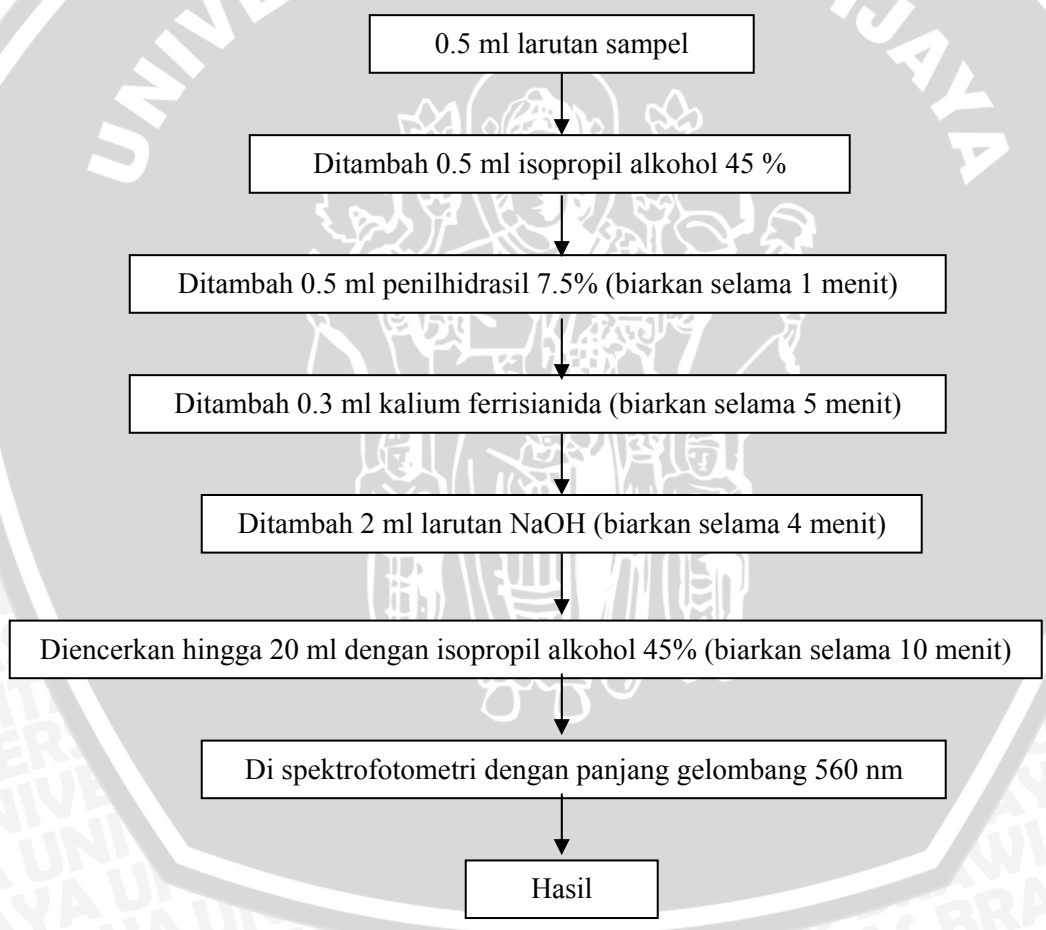 0.5 ml larutan sampel
Ditambah 0.5 ml isopropil alkohol 45 %
Ditambah 0.5 ml penilhidrasil 7.5% (biarkan selama 1 menit)
Ditambah 0.3 ml kalium ferrisianida (biarkan selama 5 menit)
Ditambah 2 ml larutan NaOH (biarkan selama 4 menit)
Diencerkan hingga 20 ml dengan isopropil alkohol 45% (biarkan selama 10 menit)
Di spektrofotometri dengan panjang gelombang 560 nm
Hasil